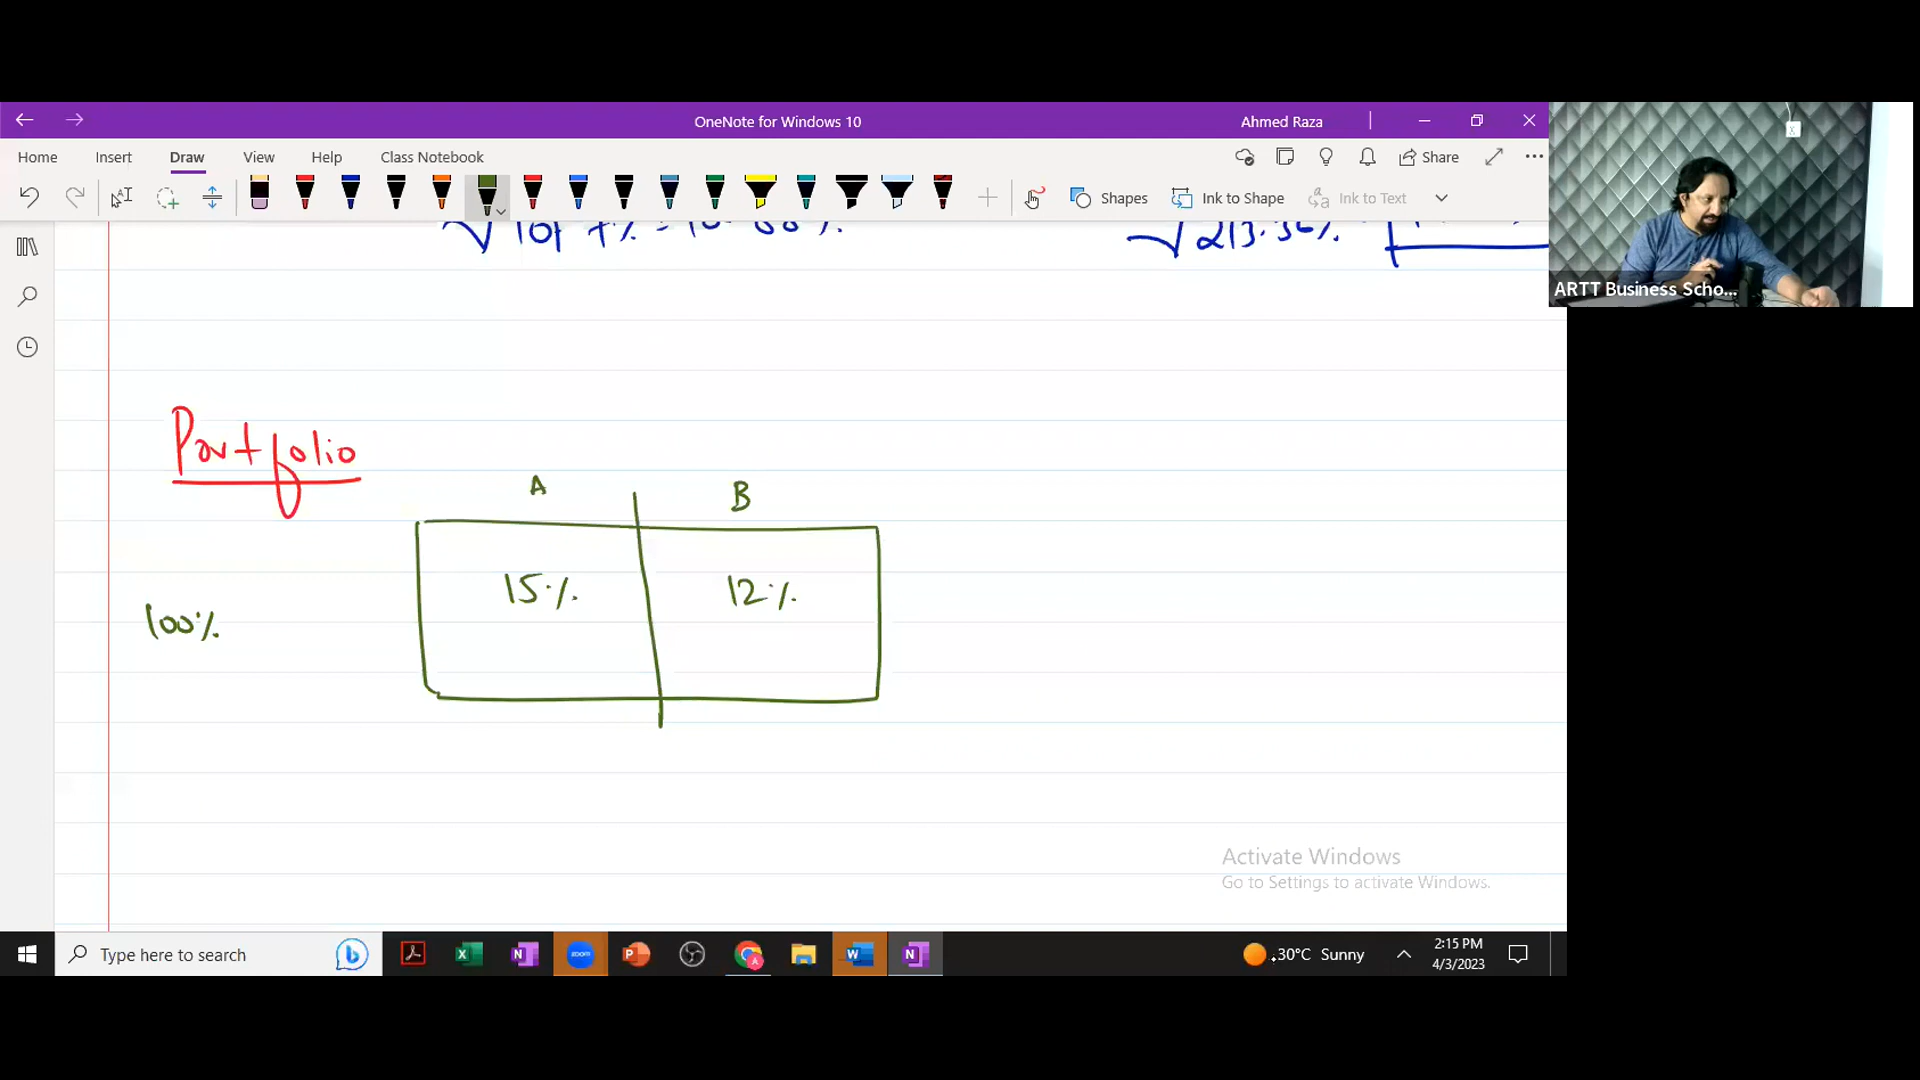 OneNote for Windows 10
Ahmed Raza
Home Insert Draw View Help Class Notebook
Share
Shapes Ink to Shape Ink to Text
213.36%
ARTT Business Scho...
Portfolio
A B
15% 12%
100%
Activate Windows
Go to Settings to activate Windows.
Type here to search
zoom
30°C Sunny
2:15 PM
4/3/2023